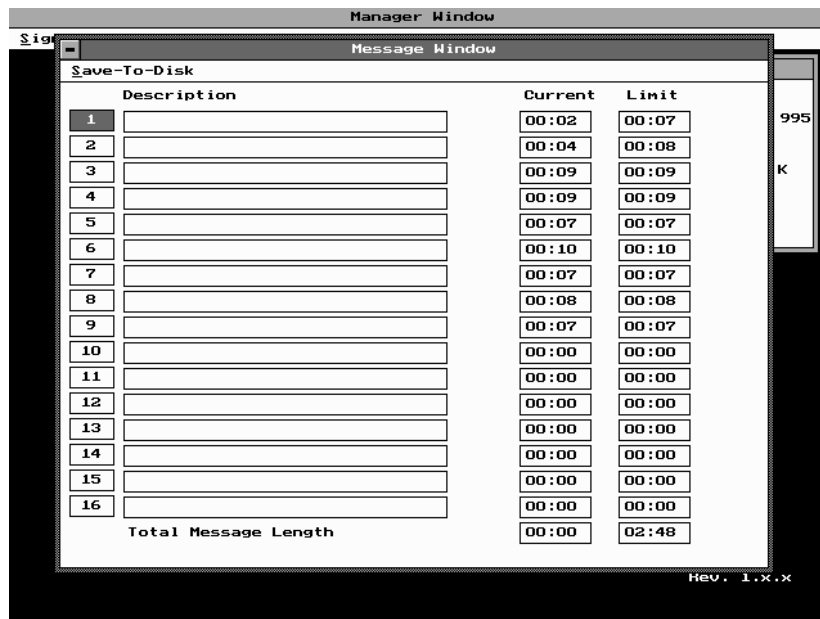 Manager Window
Sig
Message Window
Save-To-Disk
Description Current Limit
1 00:02 00:07
995
2 00:04 00:08
3 00:09 00:09
K
4 00:09 00:09
5 00:07 00:07
6 00:10 00:10
7 00:07 00:07
8 00:08 00:08
9 00:07 00:07
10 00:00 00:00
11 00:00 00:00
12 00:00 00:00
13 00:00 00:00
14 00:00 00:00
15 00:00 00:00
16 00:00 00:00
Total Message Length 00:00 02:48
Rev. 1.x.x